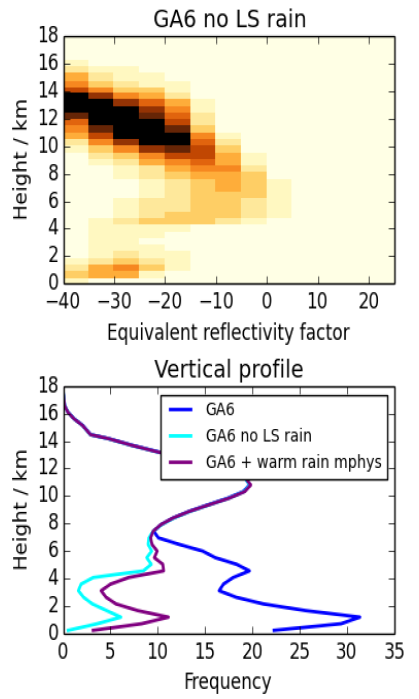 GA6 no LS rain
18
16
14
12
10
8
6
4
2
0
Height / km
−40 −30 −20 −10 0 10 20
Equivalent reflectivity factor
Vertical profile
18
16
14
12
10
8
6
4
2
0
Height / km
GA6
GA6 no LS rain
GA6 + warm rain mphys
0 5 10 15 20 25 30 35
Frequency